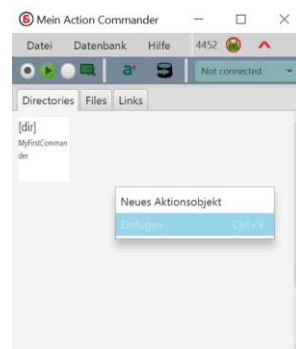 Mein Action Commander
Datei Datenbank Hilfe 4452
a+ Not connected
Directories Files Links
[dir]
MyFirstComman
der
Neues Aktionsobjekt
Einfügen Ctrl+V